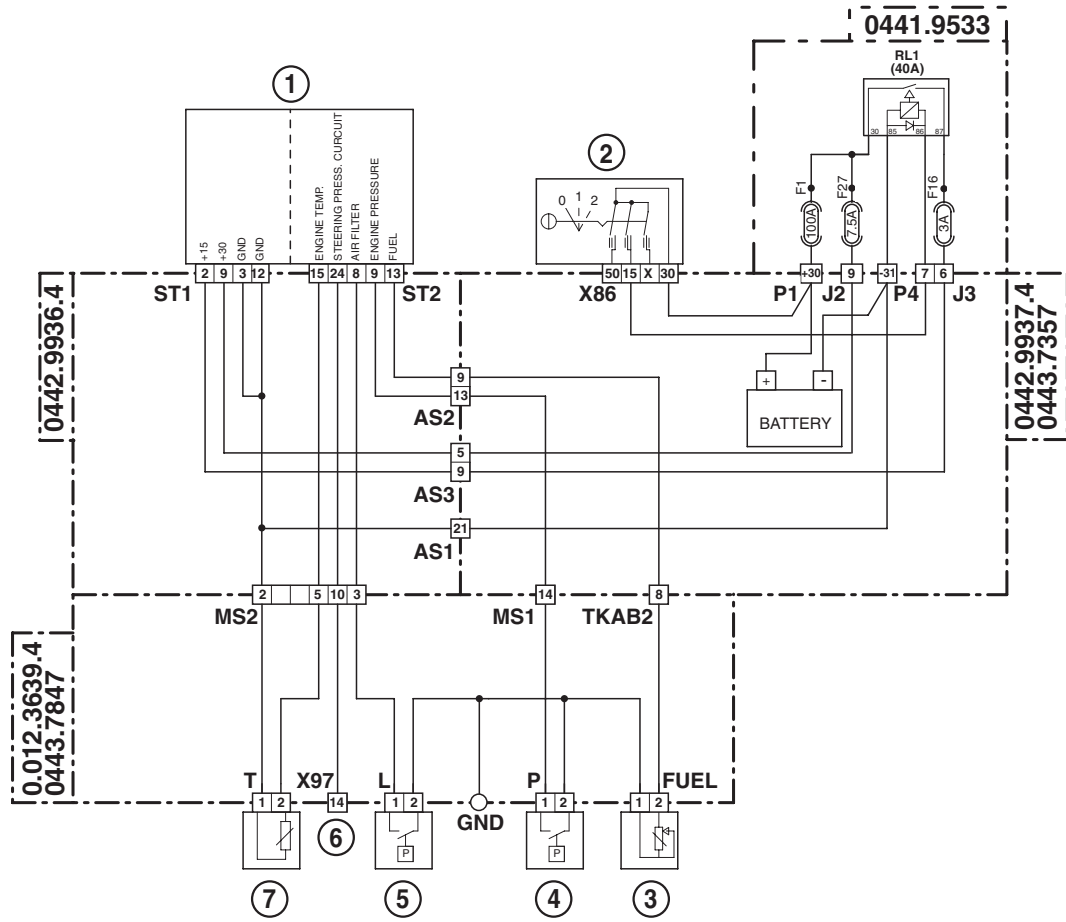 0441.9533
RL1
(40A)
30 85 86 87
1
2
0 1 2
F1 F27 F16
100A 7.5A 3A
+15 +30 GND GND ENGINE TEMP. STEERING PRESS. CURCUIT AIR FILTER ENGINE PRESSURE FUEL
2 9 3 12 15 24 8 9 13
50 15 X 30
+30 9 -31 7 6
ST1 ST2 X86 P1 J2 P4 J3
0442.9936.4
0442.9937.4
0443.7357
9
13
AS2
+ -
BATTERY
5
9
AS3
21
AS1
2 5 10 3 14 8
MS2 MS1 TKAB2
0.012.3639.4
0443.7847
T X97 L P FUEL
1 2 14 1 2 1 2 1 2
GND
P P
6
7 5 4 3